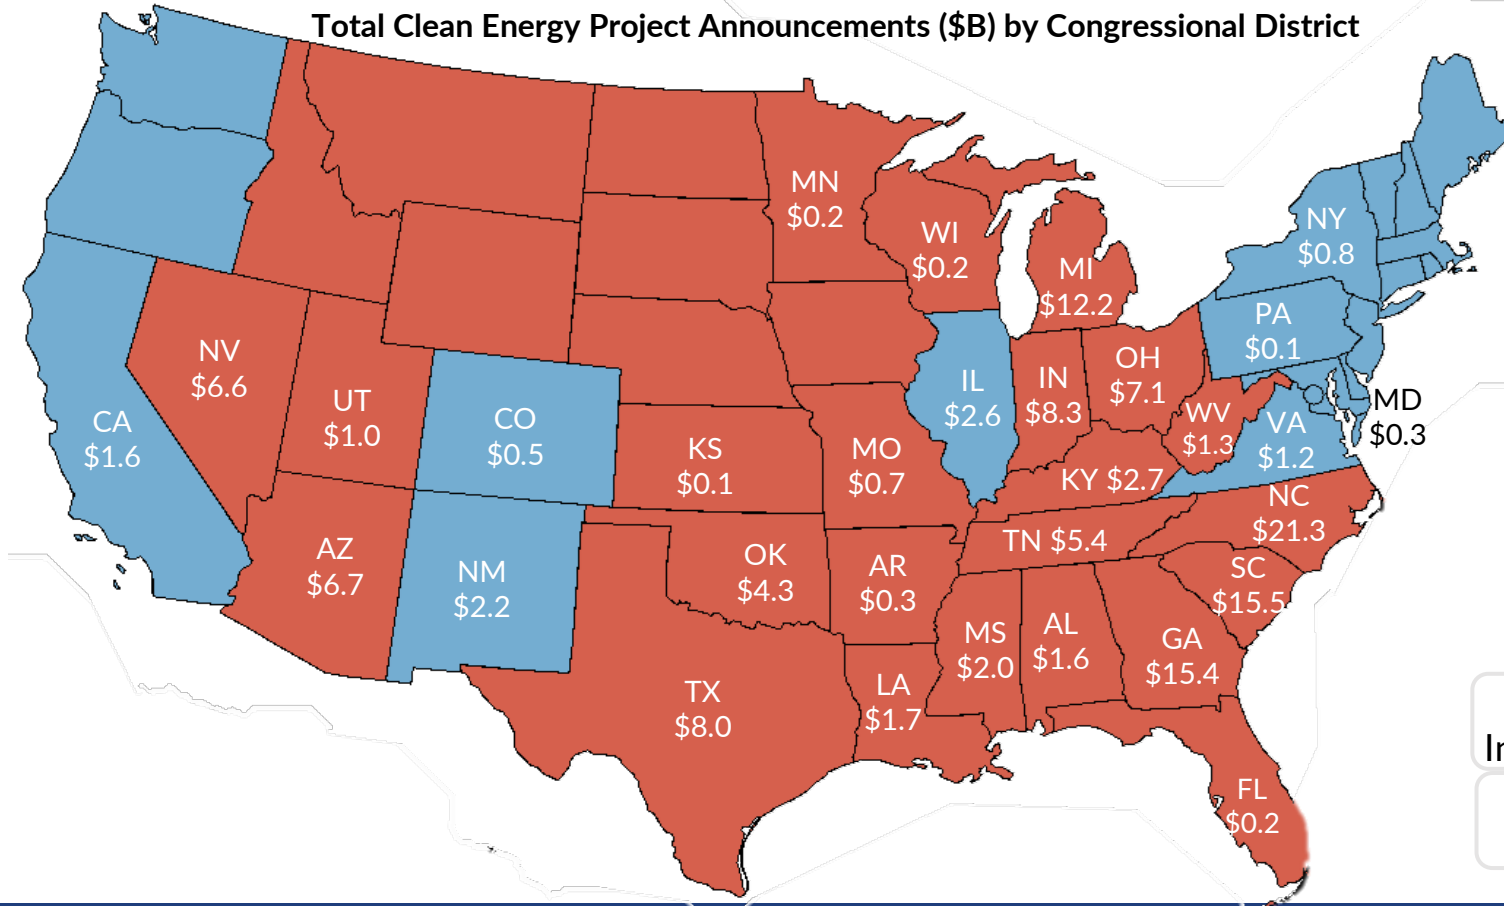 Total Clean Energy Project Announcements ($B) by Congressional District
MN
$0.2
WI
$0.2
MI
$12.2
NY
$0.8
PA
$0.1
NV
$6.6
UT
$1.0
CO
$0.5
CA
$1.6
IL
$2.6
IN
$8.3
OH
$7.1
WV
$1.3
VA
$1.2
MD
$0.3
KS
$0.1
MO
$0.7
KY $2.7
NC
$21.3
TN $5.4
AZ
$6.7
NM
$2.2
OK
$4.3
AR
$0.3
SC
$15.5
MS
$2.0
AL
$1.6
GA
$15.4
TX
$8.0
LA
$1.7
FL
$0.2